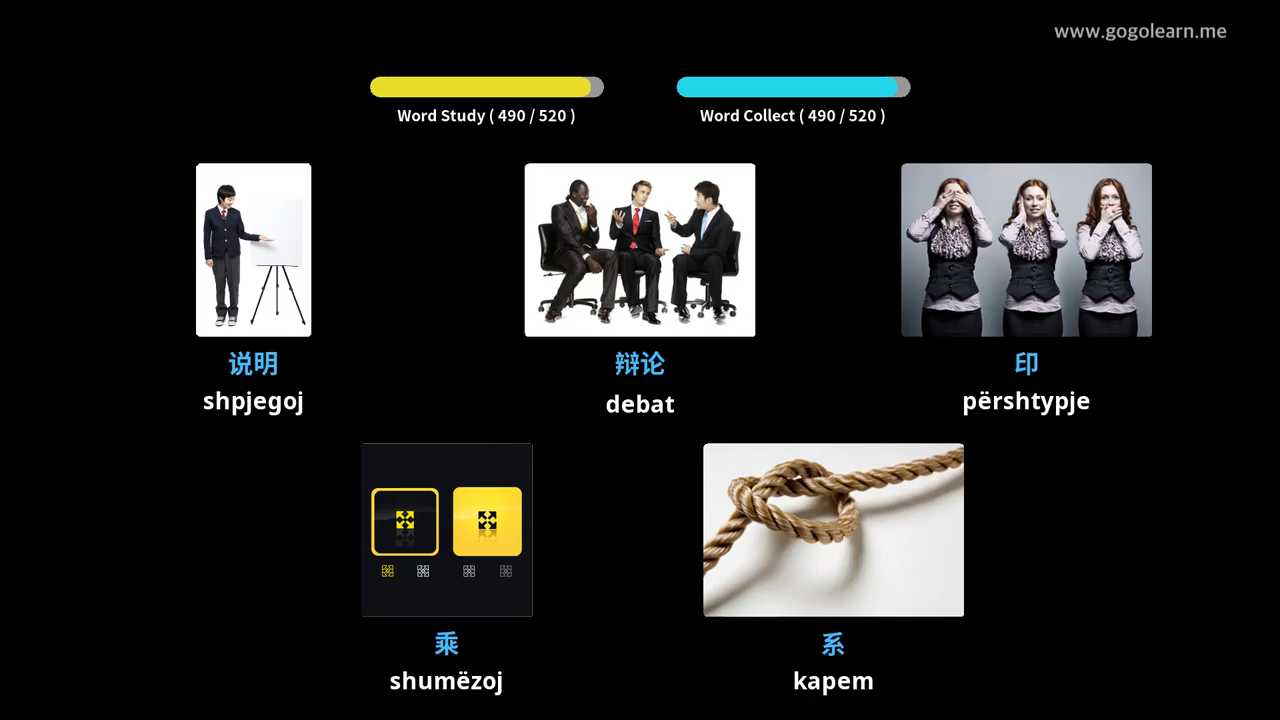 www.gogolearn.me
Word Study ( 490 / 520 )
Word Collect ( 490 / 520 )
说明
shpjegoj
辩论
debat
印
përshtypje
乘
shumëzoj
系
kapem